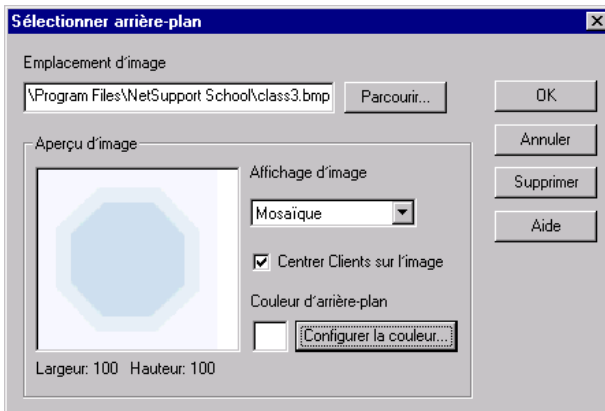 Sélectionner arrière-plan
Emplacement d´image
\Program Files\NetSupport School\class3.bmp
Parcourir...
OK
Annuler
Supprimer
Aide
Aperçu d´image
Affichage d´image
Mosaïque
Centrer Clients sur l´image
Couleur d´arrière-plan
Configurer la couleur...
Largeur: 100 Hauteur: 100